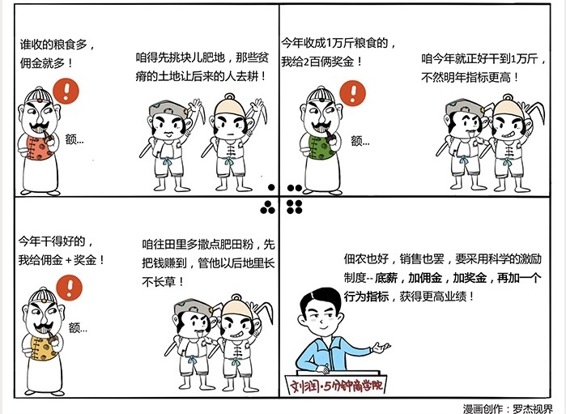 谁收的粮食多，
佣金就多！
额...
咱得先挑块儿肥地，那些贫
瘠的土地让后来的人去耕！
今年收成1万斤粮食的，
我给2百俩奖金！
额...
咱今年就正好干到1万斤，
不然明年指标更高！
今年干得好的，
我给佣金＋奖金！
额...
咱往田里多撒点肥田粉，先
把钱赚到，管他以后地里长
不长草！
佃农也好，销售也罢，要采用科学的激励
制度--底薪，加佣金，加奖金，再加一个
行为指标，获得更高业绩！
刘润·5分钟商学院
漫画创作：罗杰视界